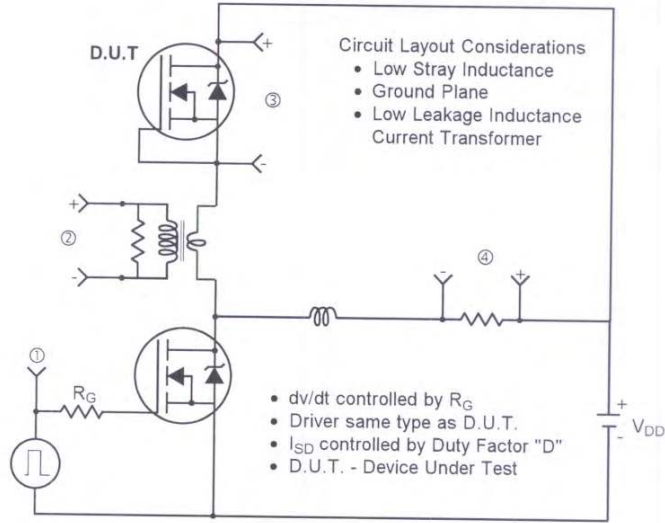 D.U.T
+
③
-
Circuit Layout Considerations
• Low Stray Inductance
• Ground Plane
• Low Leakage Inductance
Current Transformer
+
②
-
④
- +
①
R_G
• dv/dt controlled by R_G
• Driver same type as D.U.T.
• I_SD controlled by Duty Factor "D"
• D.U.T. - Device Under Test
+
V_DD
-